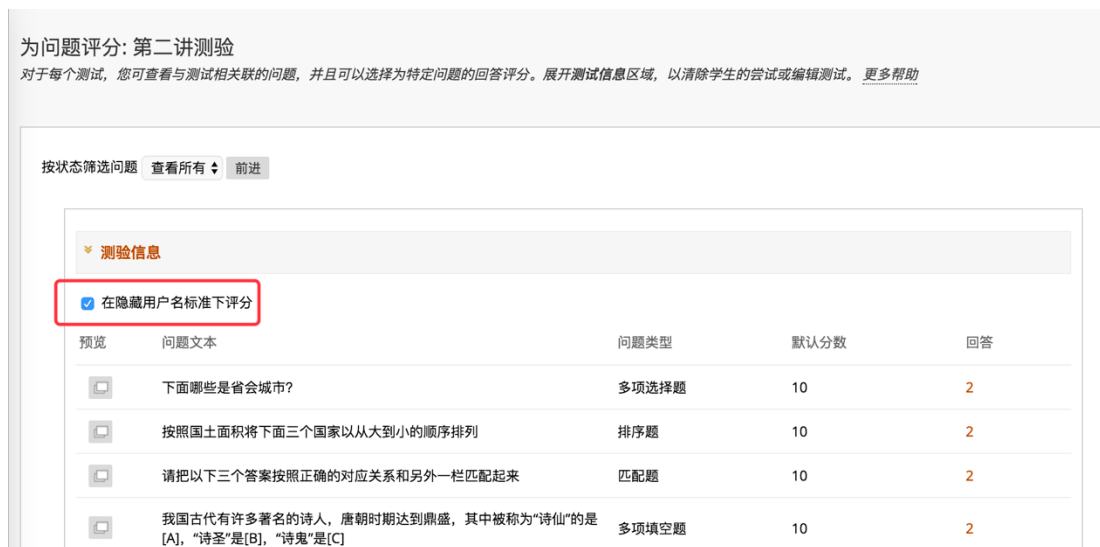 为问题评分: 第二讲测验
对于每个测试，您可查看与测试相关联的问题，并且可以选择为特定问题的回答评分。展开测试信息区域，以清除学生的尝试或编辑测试。 更多帮助
按状态筛选问题 查看所有 前进
测验信息
在隐藏用户名标准下评分
预览 问题文本 问题类型 默认分数 回答
下面哪些是省会城市? 多项选择题 10 2
按照国土面积将下面三个国家以从大到小的顺序排列 排序题 10 2
请把以下三个答案按照正确的对应关系和另外一栏匹配起来 匹配题 10 2
我国古代有许多著名的诗人，唐朝时期达到鼎盛，其中被称为“诗仙”的是 多项填空题 10 2
[A]，“诗圣”是[B]，“诗鬼”是[C]